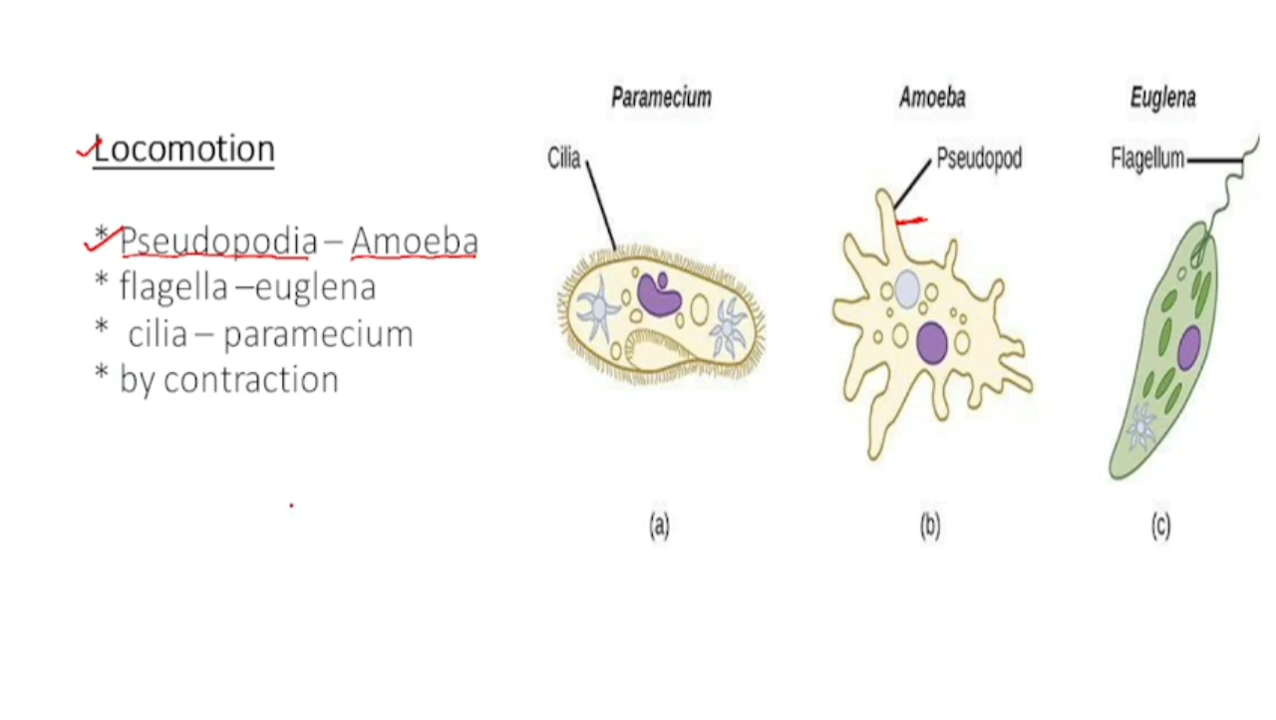 Locomotion
* Pseudopodia – Amoeba
* flagella –euglena
* cilia – paramecium
* by contraction
Paramecium
Cilia
(a)
Amoeba
Pseudopod
(b)
Euglena
Flagellum
(c)